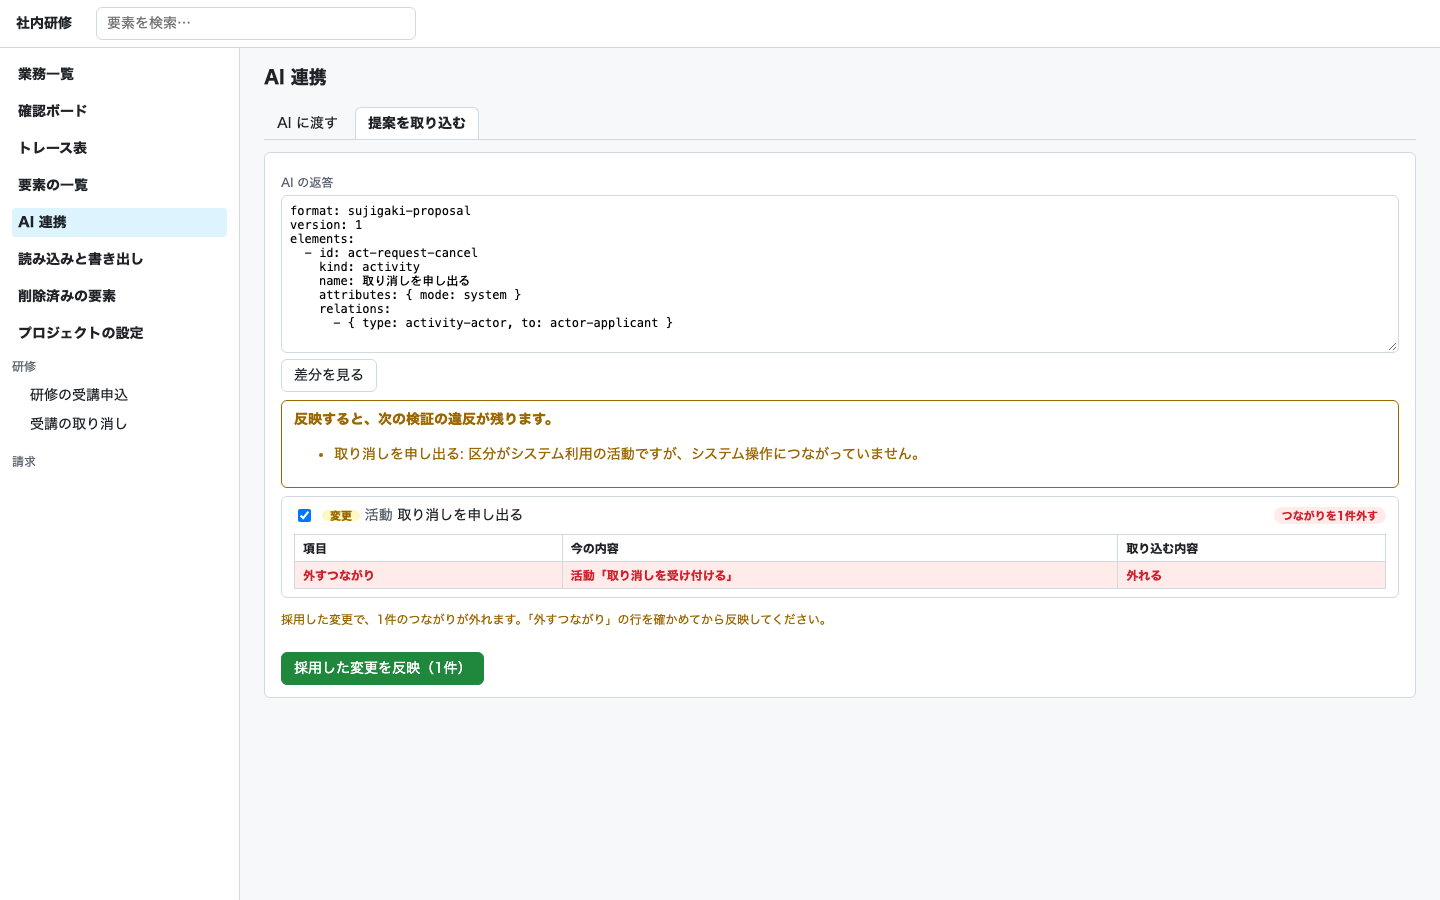 社内研修
要素を検索…
業務一覧
確認ボード
トレース表
要素の一覧
AI 連携
読み込みと書き出し
削除済みの要素
プロジェクトの設定
研修
研修の受講申込
受講の取り消し
請求
AI 連携
AI に渡す
提案を取り込む
AI の返答
format: sujigaki-proposal
version: 1
elements:
  - id: act-request-cancel
    kind: activity
    name: 取り消しを申し出る
    attributes: { mode: system }
    relations:
      - { type: activity-actor, to: actor-applicant }
差分を見る
反映すると、次の検証の違反が残ります。
• 取り消しを申し出る: 区分がシステム利用の活動ですが、システム操作につながっていません。
変更 活動 取り消しを申し出る つながりを1件外す
項目 今の内容 取り込む内容
外すつながり 活動「取り消しを受け付ける」 外れる
採用した変更で、1件のつながりが外れます。「外すつながり」の行を確かめてから反映してください。
採用した変更を反映（1件）